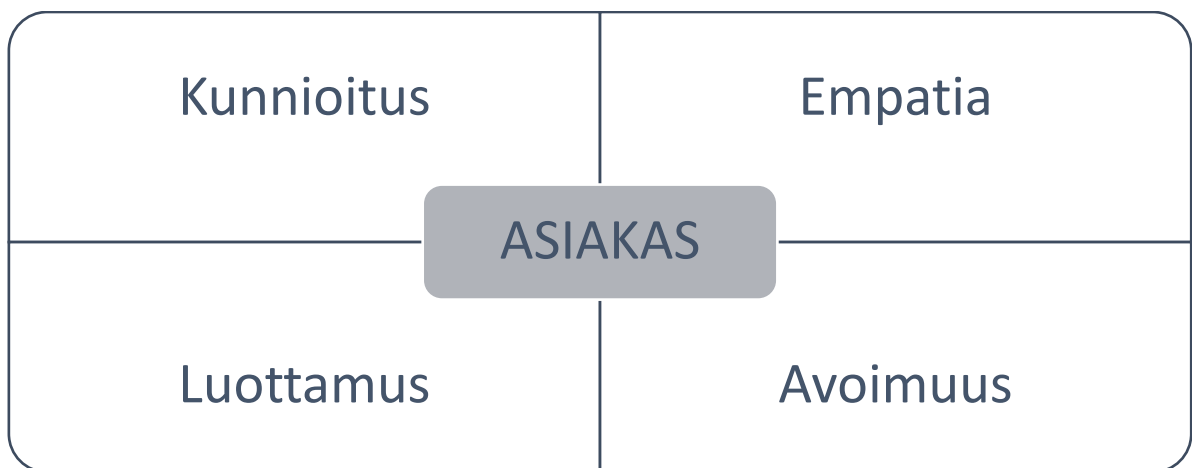 Kunnioitus
Empatia
ASIAKAS
Luottamus
Avoimuus